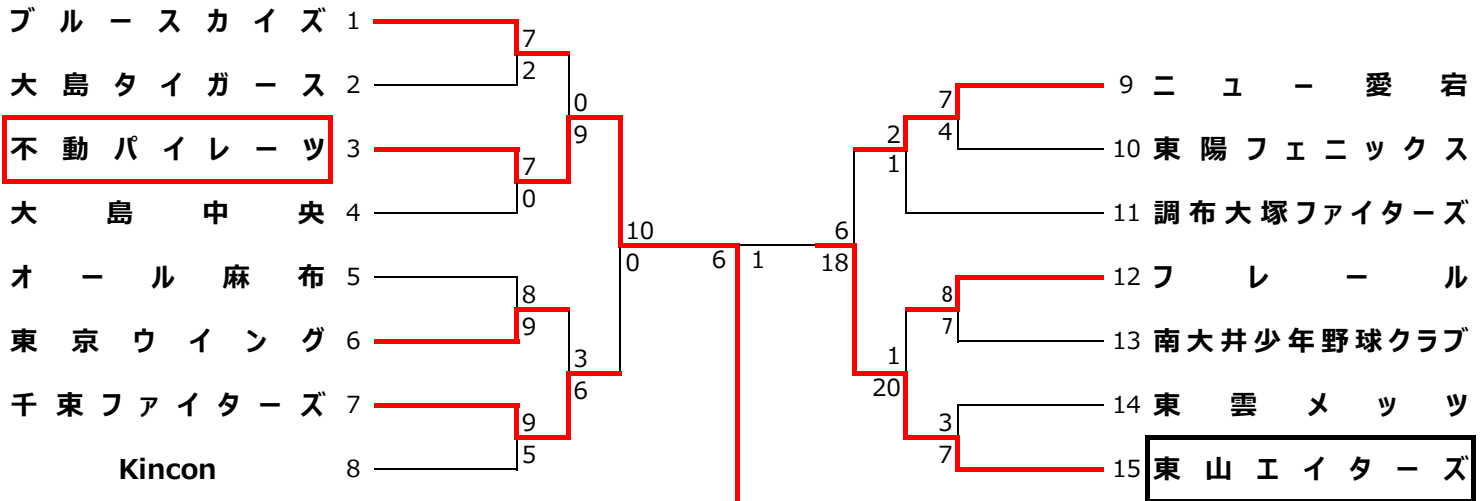 ブルースカイズ 1
大島タイガース 2
不動パイレーツ 3
大島中央 4
オール麻布 5
東京ウイング 6
千束ファイターズ 7
Kincon 8
7
2
7
0
8
9
9
5
0
9
3
6
10
0
6 1
6
18
2
1
1
20
7
4
8
7
3
7
9 ニュー愛宕
10 東陽フェニックス
11 調布大塚ファイターズ
12 フレール
13 南大井少年野球クラブ
14 東雲メッツ
15 東山エイターズ